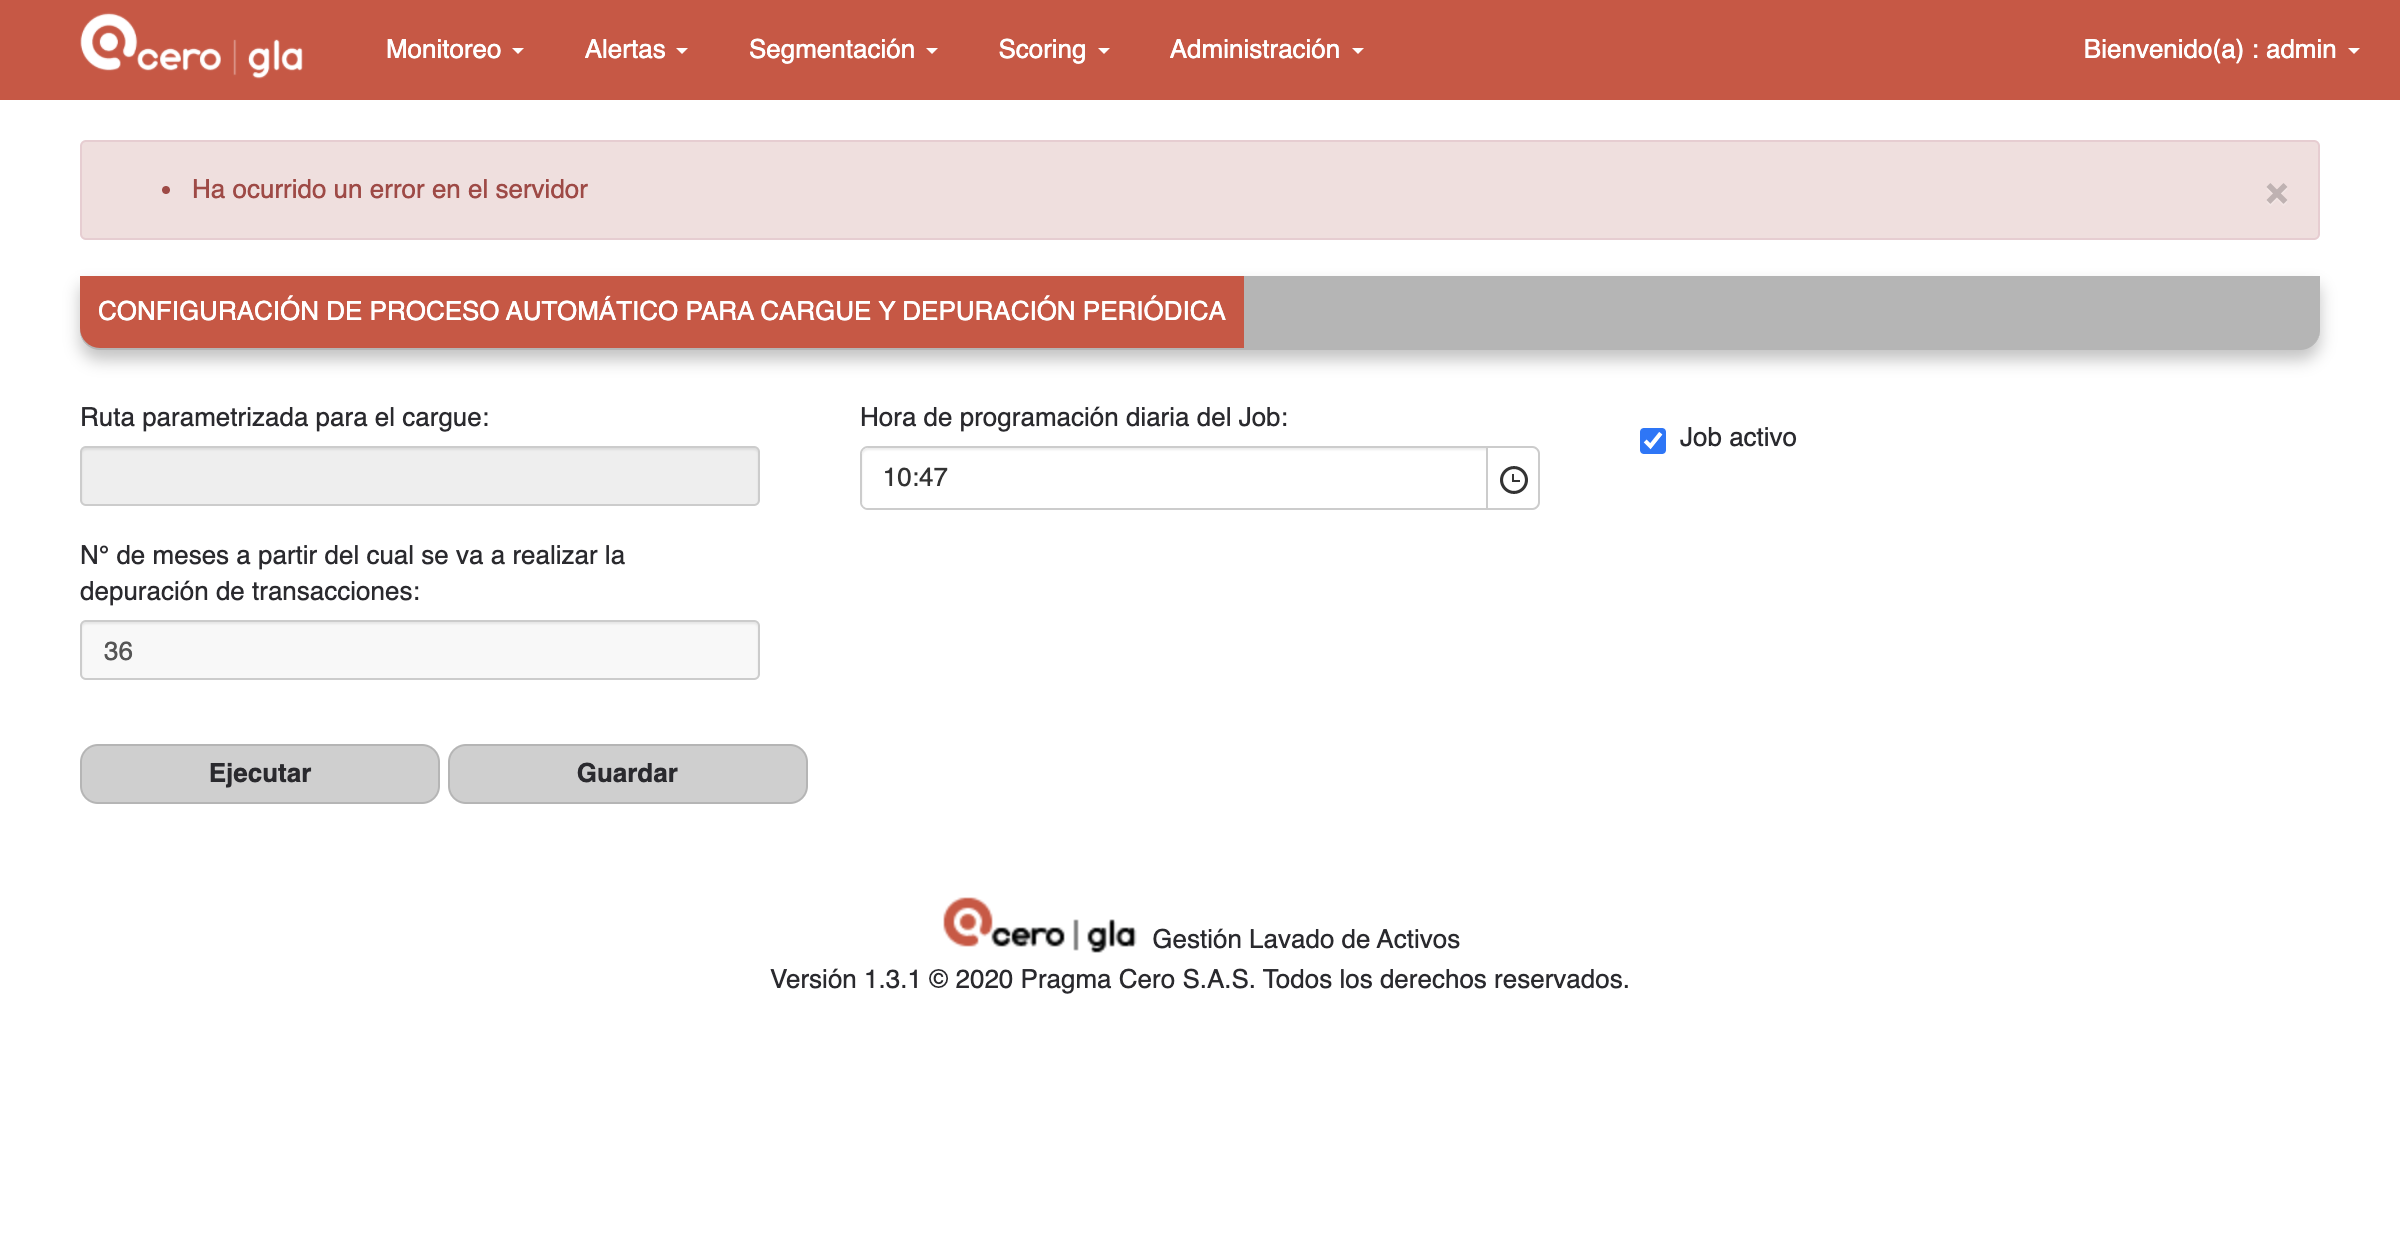 cero | gla Monitoreo Alertas Segmentación Scoring Administración Bienvenido(a) : admin
• Ha ocurrido un error en el servidor ×
CONFIGURACIÓN DE PROCESO AUTOMÁTICO PARA CARGUE Y DEPURACIÓN PERIÓDICA
Ruta parametrizada para el cargue: Hora de programación diaria del Job: Job activo
10:47
N° de meses a partir del cual se va a realizar la
depuración de transacciones:
36
Ejecutar Guardar
cero | gla Gestión Lavado de Activos
Versión 1.3.1 © 2020 Pragma Cero S.A.S. Todos los derechos reservados.